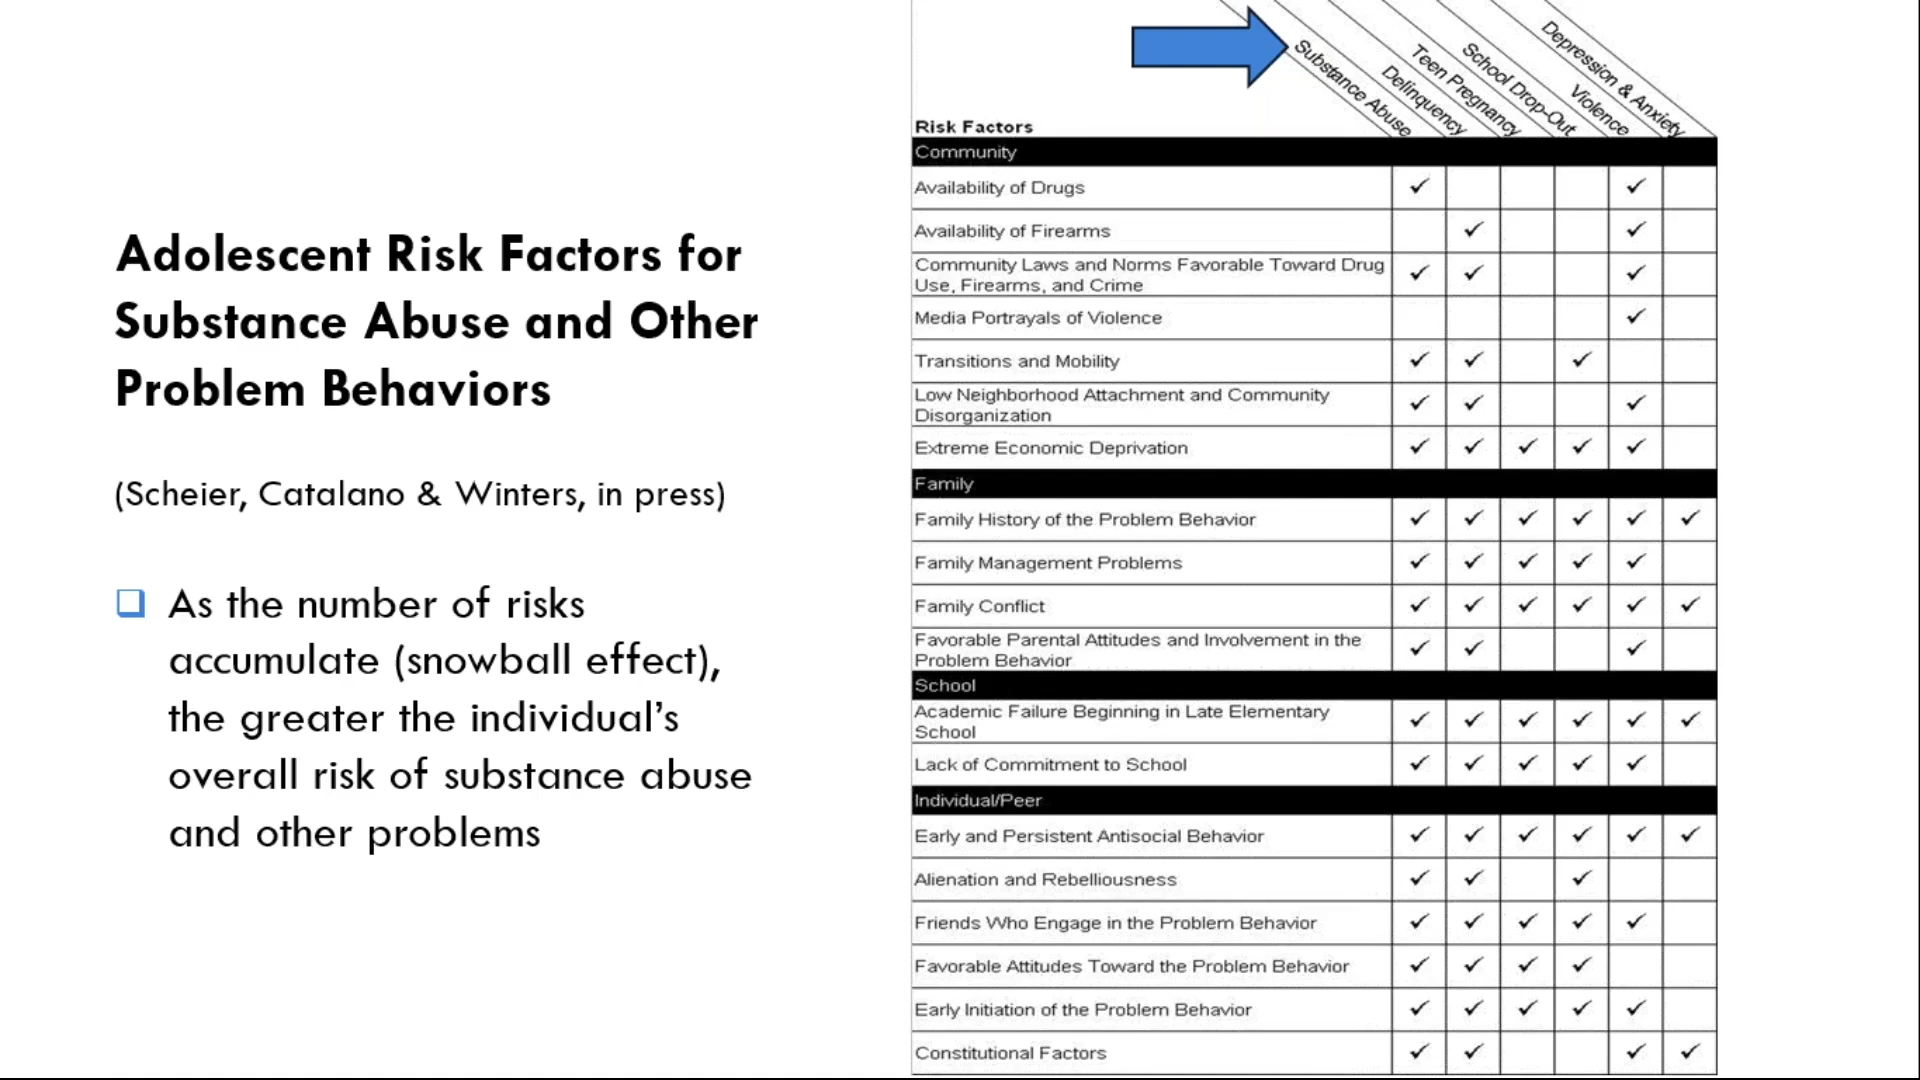 Adolescent Risk Factors for
Substance Abuse and Other
Problem Behaviors
(Scheier, Catalano & Winters, in press)
❑ As the number of risks
accumulate (snowball effect),
the greater the individual’s
overall risk of substance abuse
and other problems
Substance Abuse
Delinquency
Teen Pregnancy
School Drop-Out
Violence
Depression & Anxiety
Risk Factors
Community
Availability of Drugs ✓ ✓
Availability of Firearms ✓ ✓
Community Laws and Norms Favorable Toward Drug
Use, Firearms, and Crime ✓ ✓ ✓
Media Portrayals of Violence ✓
Transitions and Mobility ✓ ✓ ✓
Low Neighborhood Attachment and Community
Disorganization ✓ ✓ ✓
Extreme Economic Deprivation ✓ ✓ ✓ ✓ ✓
Family
Family History of the Problem Behavior ✓ ✓ ✓ ✓ ✓ ✓
Family Management Problems ✓ ✓ ✓ ✓ ✓
Family Conflict ✓ ✓ ✓ ✓ ✓ ✓
Favorable Parental Attitudes and Involvement in the
Problem Behavior ✓ ✓ ✓
School
Academic Failure Beginning in Late Elementary
School ✓ ✓ ✓ ✓ ✓ ✓
Lack of Commitment to School ✓ ✓ ✓ ✓ ✓
Individual/Peer
Early and Persistent Antisocial Behavior ✓ ✓ ✓ ✓ ✓ ✓
Alienation and Rebelliousness ✓ ✓ ✓
Friends Who Engage in the Problem Behavior ✓ ✓ ✓ ✓ ✓
Favorable Attitudes Toward the Problem Behavior ✓ ✓ ✓ ✓
Early Initiation of the Problem Behavior ✓ ✓ ✓ ✓ ✓
Constitutional Factors ✓ ✓ ✓ ✓